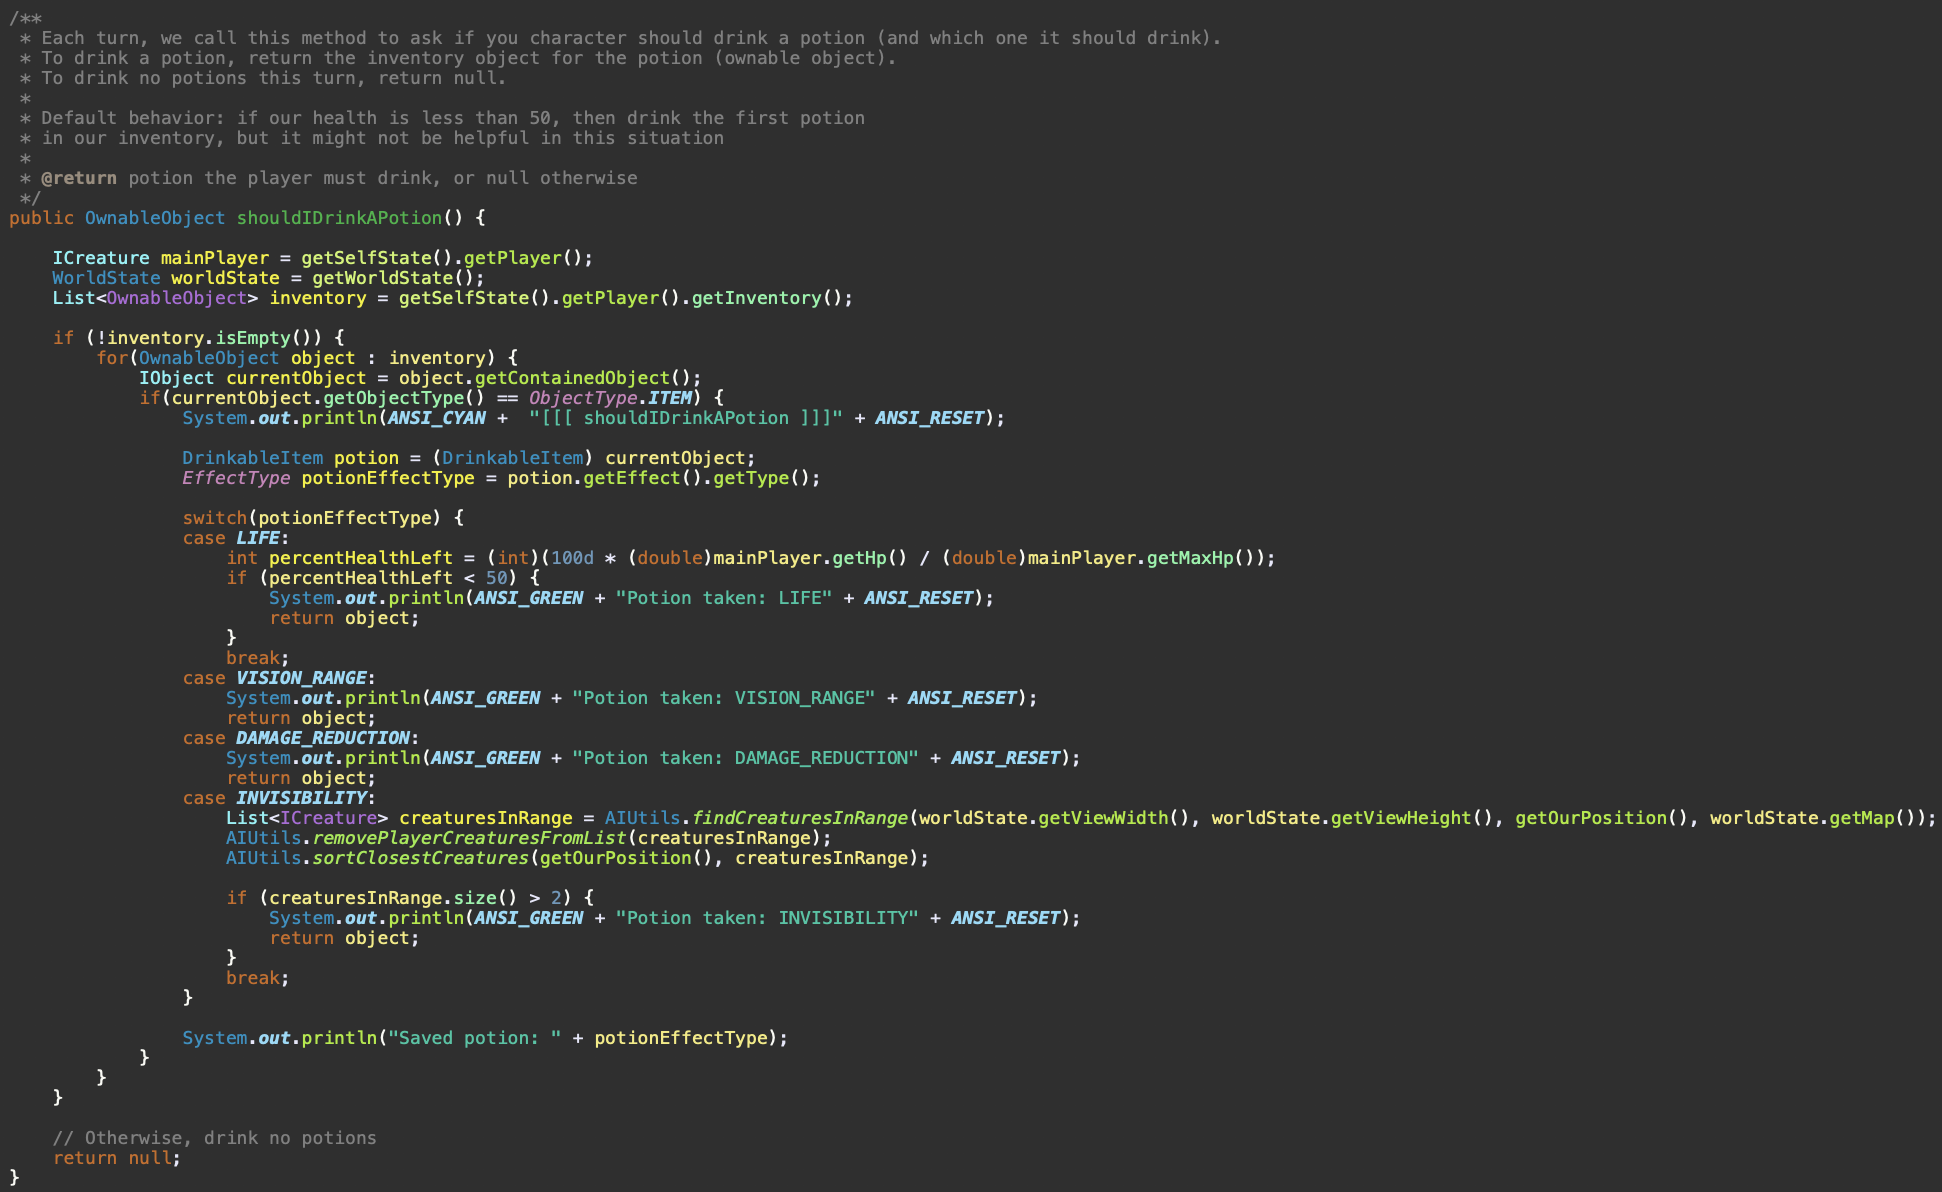 /**
 * Each turn, we call this method to ask if you character should drink a potion (and which one it should drink).
 * To drink a potion, return the inventory object for the potion (ownable object).
 * To drink no potions this turn, return null.
 *
 * Default behavior: if our health is less than 50, then drink the first potion
 * in our inventory, but it might not be helpful in this situation
 *
 * @return potion the player must drink, or null otherwise
 */
public OwnableObject shouldIDrinkAPotion() {

    ICreature mainPlayer = getSelfState().getPlayer();
    WorldState worldState = getWorldState();
    List<OwnableObject> inventory = getSelfState().getPlayer().getInventory();

    if (!inventory.isEmpty()) {
        for(OwnableObject object : inventory) {
            IObject currentObject = object.getContainedObject();
            if(currentObject.getObjectType() == ObjectType.ITEM) {
                System.out.println(ANSI_CYAN +  "[[[ shouldIDrinkAPotion ]]]" + ANSI_RESET);

                DrinkableItem potion = (DrinkableItem) currentObject;
                EffectType potionEffectType = potion.getEffect().getType();

                switch(potionEffectType) {
                case LIFE:
                    int percentHealthLeft = (int)(100d * (double)mainPlayer.getHp() / (double)mainPlayer.getMaxHp());
                    if (percentHealthLeft < 50) {
                        System.out.println(ANSI_GREEN + "Potion taken: LIFE" + ANSI_RESET);
                        return object;
                    }
                    break;
                case VISION_RANGE:
                    System.out.println(ANSI_GREEN + "Potion taken: VISION_RANGE" + ANSI_RESET);
                    return object;
                case DAMAGE_REDUCTION:
                    System.out.println(ANSI_GREEN + "Potion taken: DAMAGE_REDUCTION" + ANSI_RESET);
                    return object;
                case INVISIBILITY:
                    List<ICreature> creaturesInRange = AIUtils.findCreaturesInRange(worldState.getViewWidth(), worldState.getViewHeight(), getOurPosition(), worldState.getMap());
                    AIUtils.removePlayerCreaturesFromList(creaturesInRange);
                    AIUtils.sortClosestCreatures(getOurPosition(), creaturesInRange);

                    if (creaturesInRange.size() > 2) {
                        System.out.println(ANSI_GREEN + "Potion taken: INVISIBILITY" + ANSI_RESET);
                        return object;
                    }
                    break;
                }

                System.out.println("Saved potion: " + potionEffectType);
            }
        }
    }

    // Otherwise, drink no potions
    return null;
}